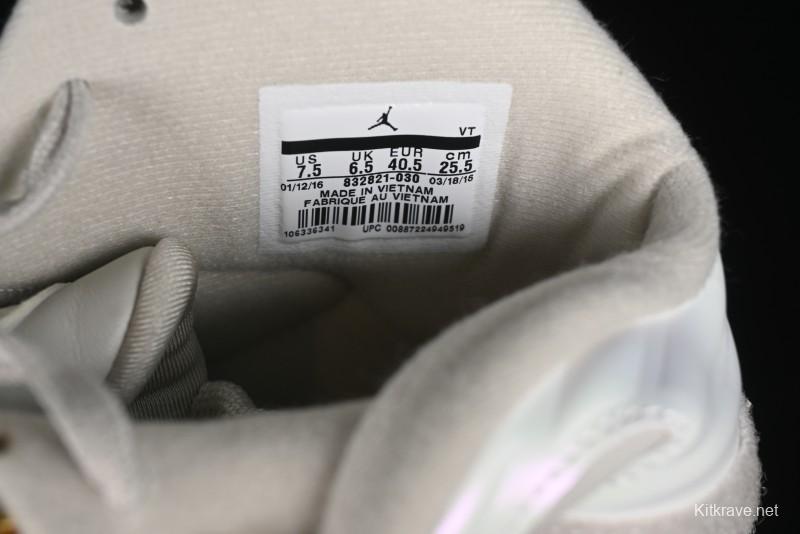 VT
US UK EUR cm
7.5 6.5 40.5 25.5
01/12/16 832821-030 03/18/15
MADE IN VIETNAM
FABRIQUE AU VIETNAM
106336341 UPC 00887224949519
Kitkrave.net